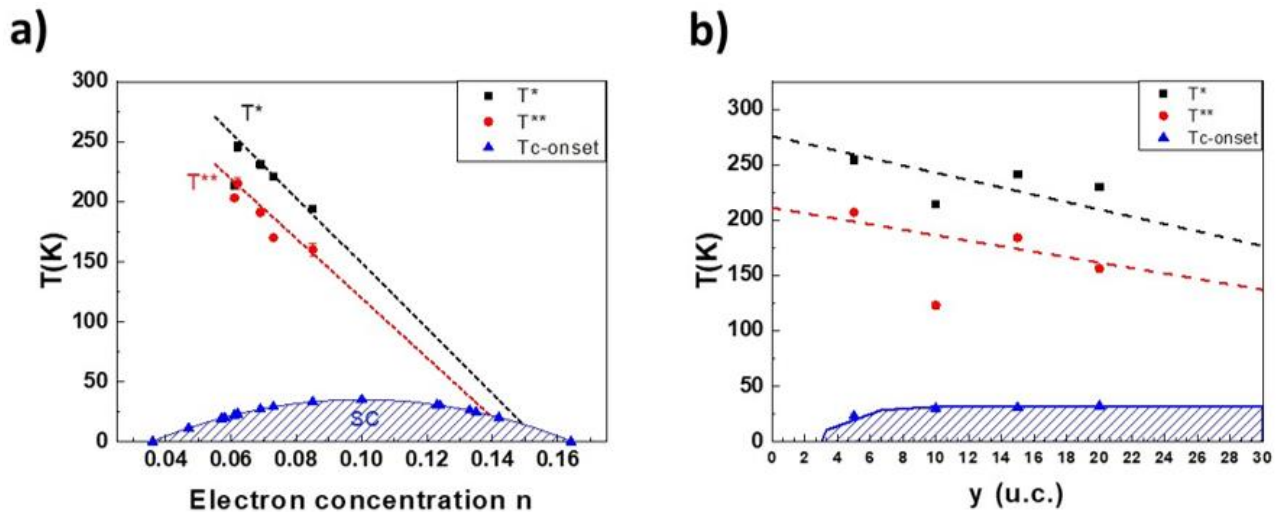 a)
T(K)
300
250
200
150
100
50
0
T*
T**
SC
T*
T**
Tc-onset
0.04 0.06 0.08 0.10 0.12 0.14 0.16
Electron concentration n
b)
T(K)
300
250
200
150
100
50
0
T*
T**
Tc-onset
0 2 4 6 8 10 12 14 16 18 20 22 24 26 28 30
y (u.c.)